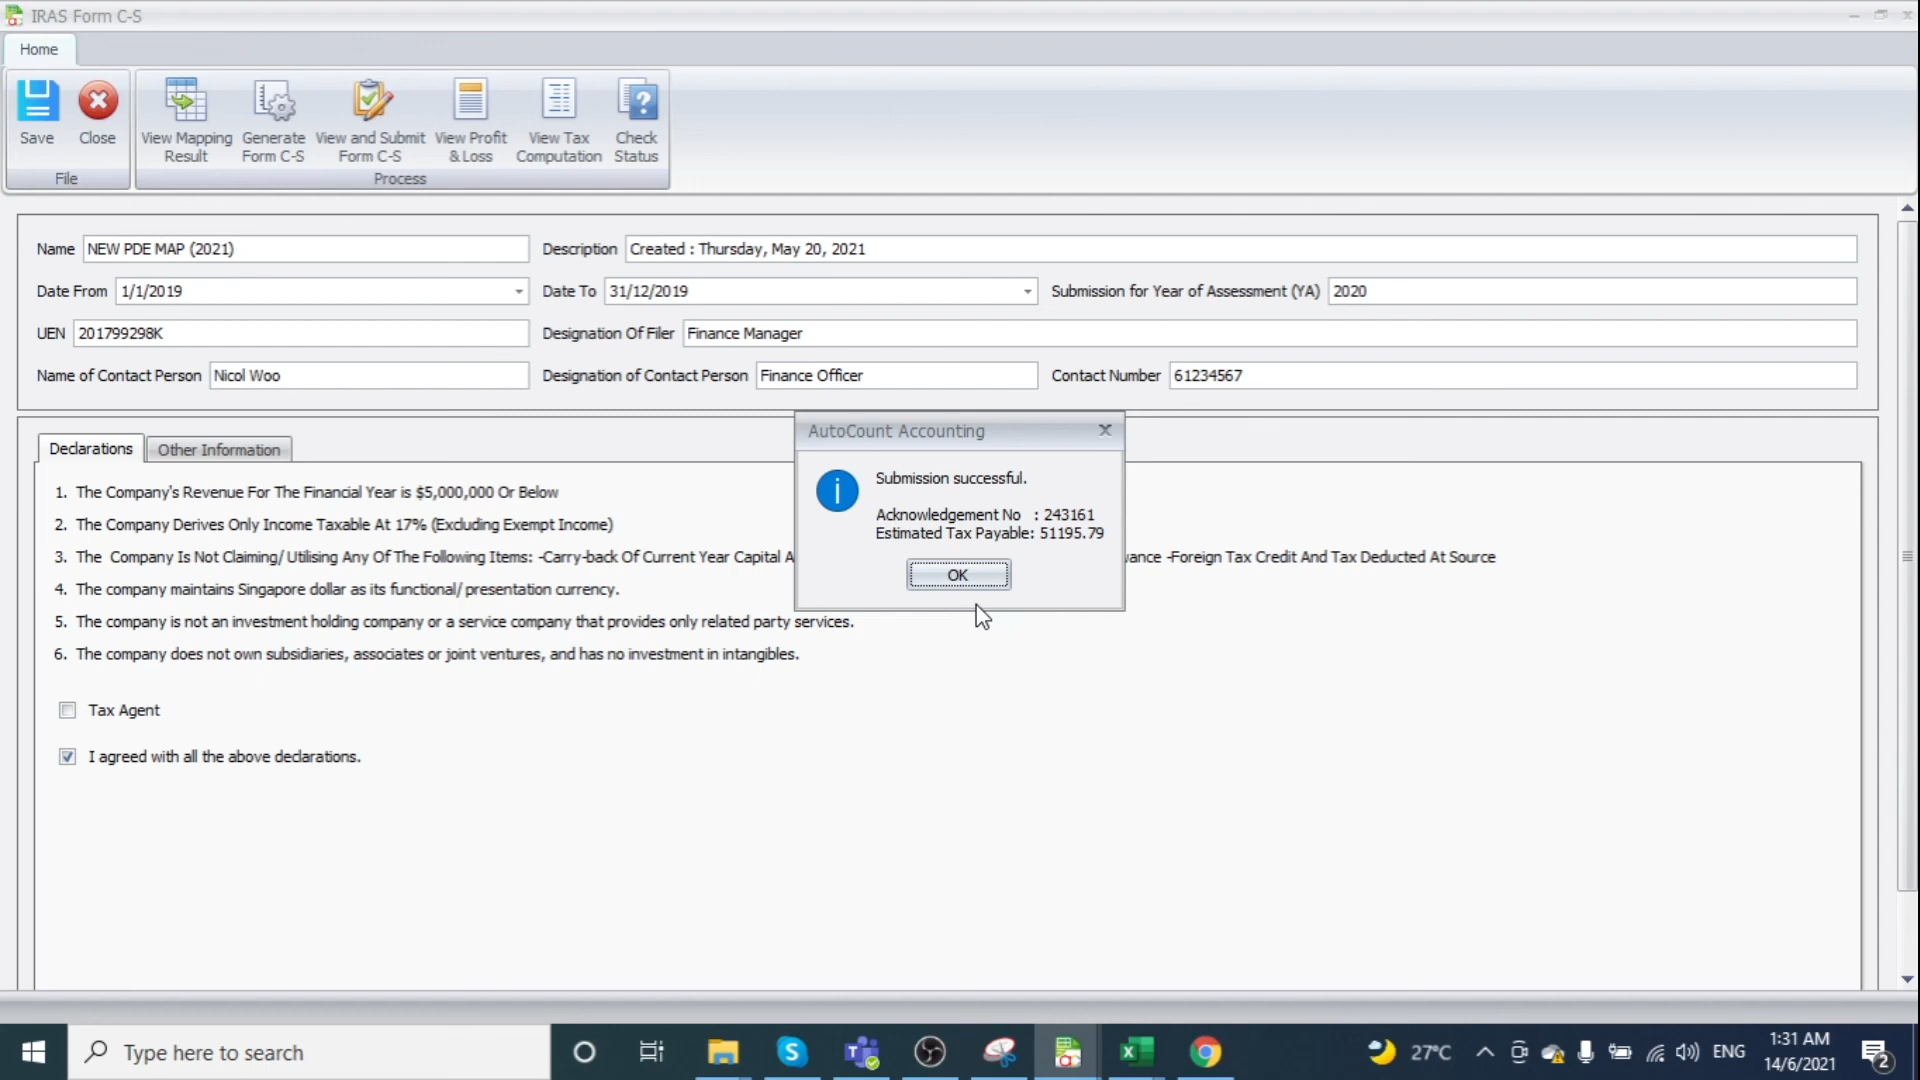 IRAS Form C-S
Home
Save
Close
View Mapping
Result
Generate
Form C-S
View and Submit
Form C-S
View Profit
& Loss
View Tax
Computation
Check
Status
File
Process
Name NEW PDE MAP (2021) Description Created : Thursday, May 20, 2021
Date From 1/1/2019 Date To 31/12/2019 Submission for Year of Assessment (YA) 2020
UEN 201799298K Designation Of Filer Finance Manager
Name of Contact Person Nicol Woo Designation of Contact Person Finance Officer Contact Number 61234567
AutoCount Accounting
Submission successful.
Acknowledgement No : 243161
Estimated Tax Payable: 51195.79
OK
Declarations Other Information
1. The Company's Revenue For The Financial Year is $5,000,000 Or Below
2. The Company Derives Only Income Taxable At 17% (Excluding Exempt Income)
3. The Company Is Not Claiming/ Utilising Any Of The Following Items: -Carry-back Of Current Year Capital A vance -Foreign Tax Credit And Tax Deducted At Source
4. The company maintains Singapore dollar as its functional/ presentation currency.
5. The company is not an investment holding company or a service company that provides only related party services.
6. The company does not own subsidiaries, associates or joint ventures, and has no investment in intangibles.
Tax Agent
I agreed with all the above declarations.
Type here to search
27°C
ENG
1:31 AM
14/6/2021
2